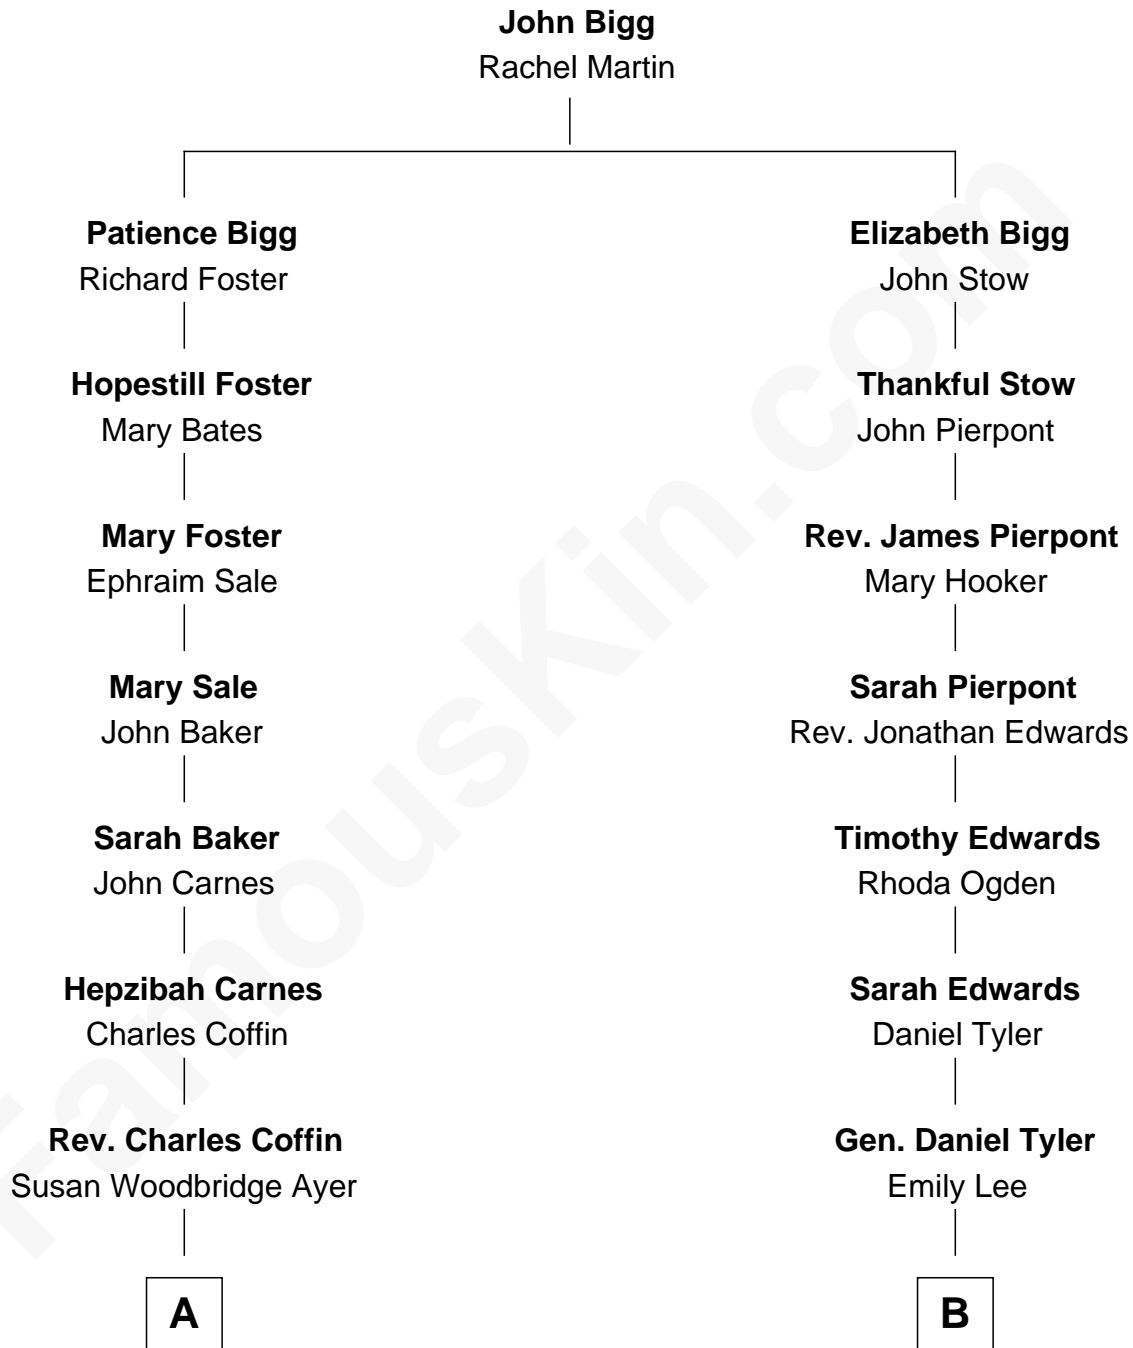 John Bigg
Rachel Martin
Patience Bigg
Richard Foster
Elizabeth Bigg
John Stow
Hopestill Foster
Mary Bates
Thankful Stow
John Pierpont
Mary Foster
Ephraim Sale
Rev. James Pierpont
Mary Hooker
Mary Sale
John Baker
Sarah Pierpont
Rev. Jonathan Edwards
Sarah Baker
John Carnes
Timothy Edwards
Rhoda Ogden
Hepzibah Carnes
Charles Coffin
Sarah Edwards
Daniel Tyler
Rev. Charles Coffin
Susan Woodbridge Ayer
Gen. Daniel Tyler
Emily Lee
A
B
FamousKin.com